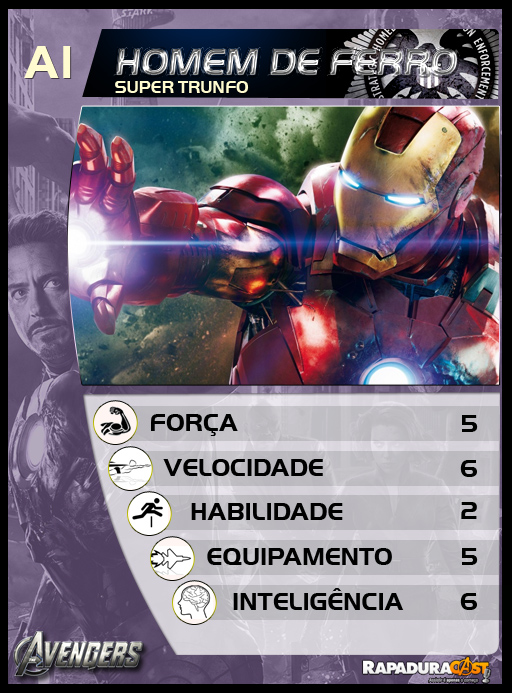 A1
HOMEM DE FERRO
SUPER TRUNFO
FORÇA 5
VELOCIDADE 6
HABILIDADE 2
EQUIPAMENTO 5
INTELIGÊNCIA 6
AVENGERS
RAPADURACAST